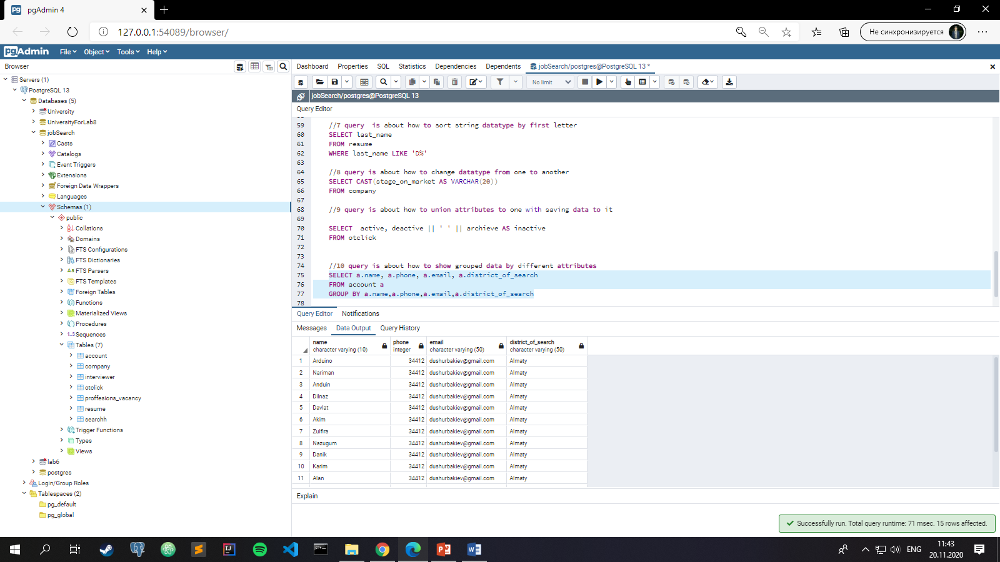 pgAdmin 4
127.0.0.1:54089/browser/
Не синхронизируется
pgAdmin File Object Tools Help
Browser
Servers (1)
PostgreSQL 13
Databases (5)
University
UniversityForLab8
jobSearch
Casts
Catalogs
Event Triggers
Extensions
Foreign Data Wrappers
Languages
Schemas (1)
public
Collations
Domains
FTS Configurations
FTS Dictionaries
FTS Parsers
FTS Templates
Foreign Tables
Functions
Materialized Views
Procedures
1..3 Sequences
Tables (7)
account
company
interviewer
otclick
proffesions_vacancy
resume
searchh
Trigger Functions
Types
Views
lab6
postgres
Login/Group Roles
Tablespaces (2)
pg_default
pg_global
Dashboard Properties SQL Statistics Dependencies Dependents jobSearch/postgres@PostgreSQL 13 *
No limit
jobSearch/postgres@PostgreSQL 13
Query Editor
59 //7 query  is about how to sort string datatype by first letter
60 SELECT last_name
61 FROM resume
62 WHERE last_name LIKE 'D%'
63
64 //8 query is about how to change datatype from one to another
65 SELECT CAST(stage_on_market AS VARCHAR(20))
66 FROM company
67
68 //9 query is about how to union attributes to one with saving data to it
69
70 SELECT  active, deactive || ' ' || archieve AS inactive
71 FROM otclick
72
73
74 //10 query is about how to show grouped data by different attributes
75 SELECT a.name, a.phone, a.email, a.district_of_search
76 FROM account a
77 GROUP BY a.name,a.phone,a.email,a.district_of_search
78
Query Editor Notifications
Messages Data Output Query History
name phone email district_of_search
character varying (10) integer character varying (50) character varying (50)
1 Arduino 34412 dushurbakiev@gmail.com Almaty
2 Nariman 34412 dushurbakiev@gmail.com Almaty
3 Anduin 34412 dushurbakiev@gmail.com Almaty
4 Dilnaz 34412 dushurbakiev@gmail.com Almaty
5 Davlat 34412 dushurbakiev@gmail.com Almaty
6 Akim 34412 dushurbakiev@gmail.com Almaty
7 Zulfira 34412 dushurbakiev@gmail.com Almaty
8 Nazugum 34412 dushurbakiev@gmail.com Almaty
9 Danik 34412 dushurbakiev@gmail.com Almaty
10 Karim 34412 dushurbakiev@gmail.com Almaty
11 Alan 34412 dushurbakiev@gmail.com Almaty
Explain
Successfully run. Total query runtime: 71 msec. 15 rows affected.
ENG
11:43
20.11.2020